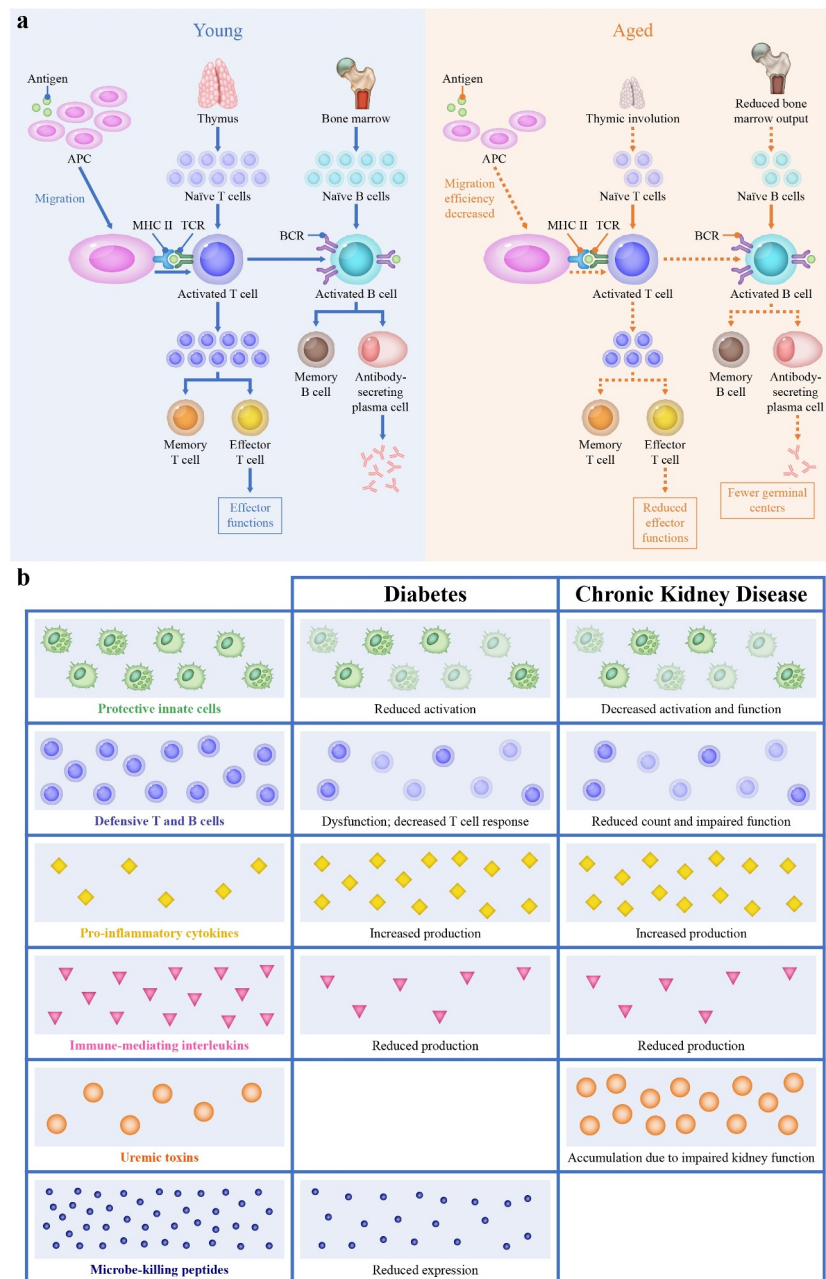 a
Young
Antigen
APC
Thymus
Bone marrow
Migration
Naïve T cells
Naïve B cells
MHC II
TCR
BCR
Activated T cell
Activated B cell
Memory
B cell
Antibody-
secreting
plasma cell
Memory
T cell
Effector
T cell
Effector
functions
Aged
Antigen
APC
Thymic involution
Reduced bone
marrow output
Migration
efficiency
decreased
Naïve T cells
Naïve B cells
MHC II
TCR
BCR
Activated T cell
Activated B cell
Memory
B cell
Antibody-
secreting
plasma cell
Memory
T cell
Effector
T cell
Reduced
effector
functions
Fewer germinal
centers
b
Diabetes
Chronic Kidney Disease
Protective innate cells
Reduced activation
Decreased activation and function
Defensive T and B cells
Dysfunction; decreased T cell response
Reduced count and impaired function
Pro-inflammatory cytokines
Increased production
Increased production
Immune-mediating interleukins
Reduced production
Reduced production
Uremic toxins
Accumulation due to impaired kidney function
Microbe-killing peptides
Reduced expression